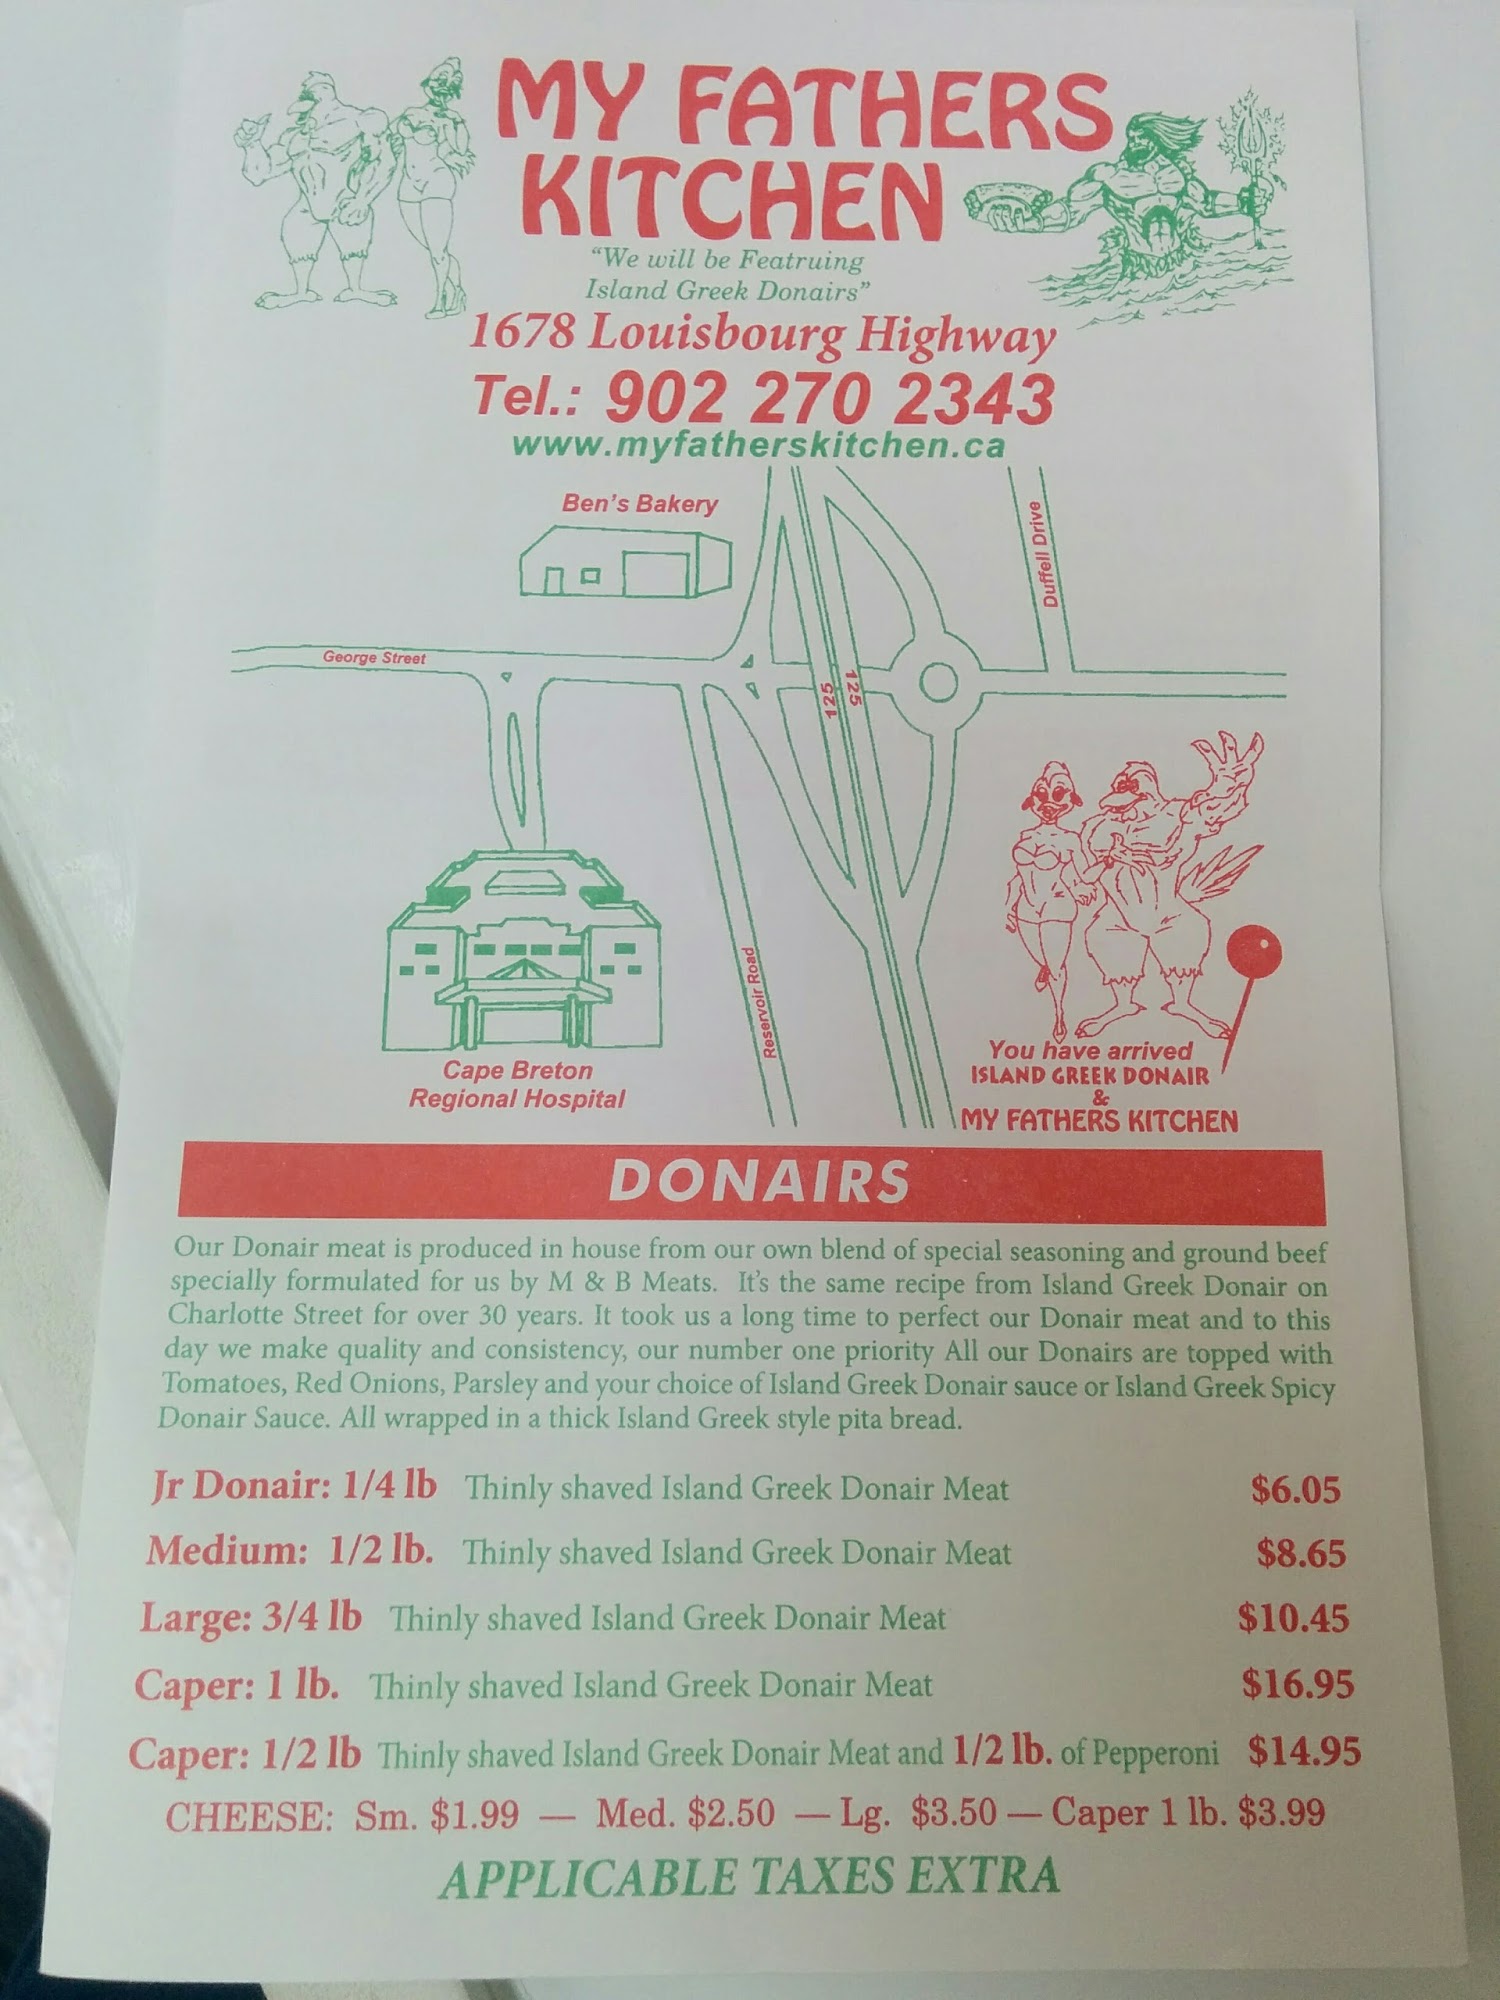 MY FATHERS
KITCHEN
“We will be Featruing
Island Greek Donairs”
1678 Louisbourg Highway
Tel.: 902 270 2343
www.myfatherskitchen.ca
Ben's Bakery
Duffell Drive
George Street
125
125
Reservoir Road
Cape Breton
Regional Hospital
You have arrived
ISLAND GREEK DONAIR
&
MY FATHERS KITCHEN
DONAIRS
Our Donair meat is produced in house from our own blend of special seasoning and ground beef
specially formulated for us by M & B Meats. It's the same recipe from Island Greek Donair on
Charlotte Street for over 30 years. It took us a long time to perfect our Donair meat and to this
day we make quality and consistency, our number one priority All our Donairs are topped with
Tomatoes, Red Onions, Parsley and your choice of Island Greek Donair sauce or Island Greek Spicy
Donair Sauce. All wrapped in a thick Island Greek style pita bread.
Jr Donair: 1/4 lb Thinly shaved Island Greek Donair Meat $6.05
Medium: 1/2 lb. Thinly shaved Island Greek Donair Meat $8.65
Large: 3/4 lb Thinly shaved Island Greek Donair Meat $10.45
Caper: 1 lb. Thinly shaved Island Greek Donair Meat $16.95
Caper: 1/2 lb Thinly shaved Island Greek Donair Meat and 1/2 lb. of Pepperoni $14.95
CHEESE: Sm. $1.99 — Med. $2.50 — Lg. $3.50 — Caper 1 lb. $3.99
APPLICABLE TAXES EXTRA